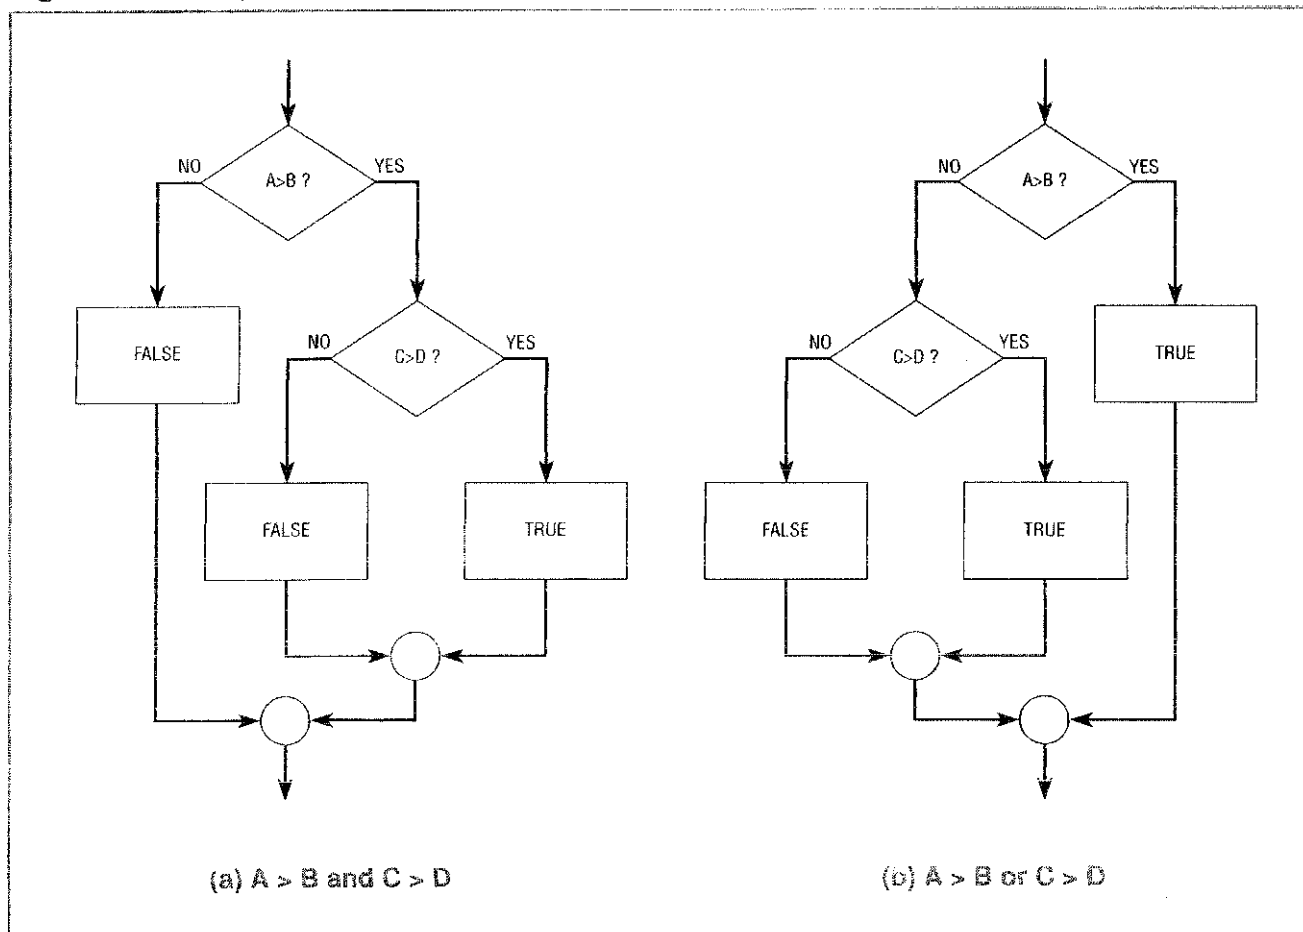 NO
A>B ?
YES
FALSE
NO
C>D ?
YES
FALSE
TRUE
(a) A > B and C > D
NO
A>B ?
YES
NO
C>D ?
YES
TRUE
FALSE
TRUE
(b) A > B or C > D